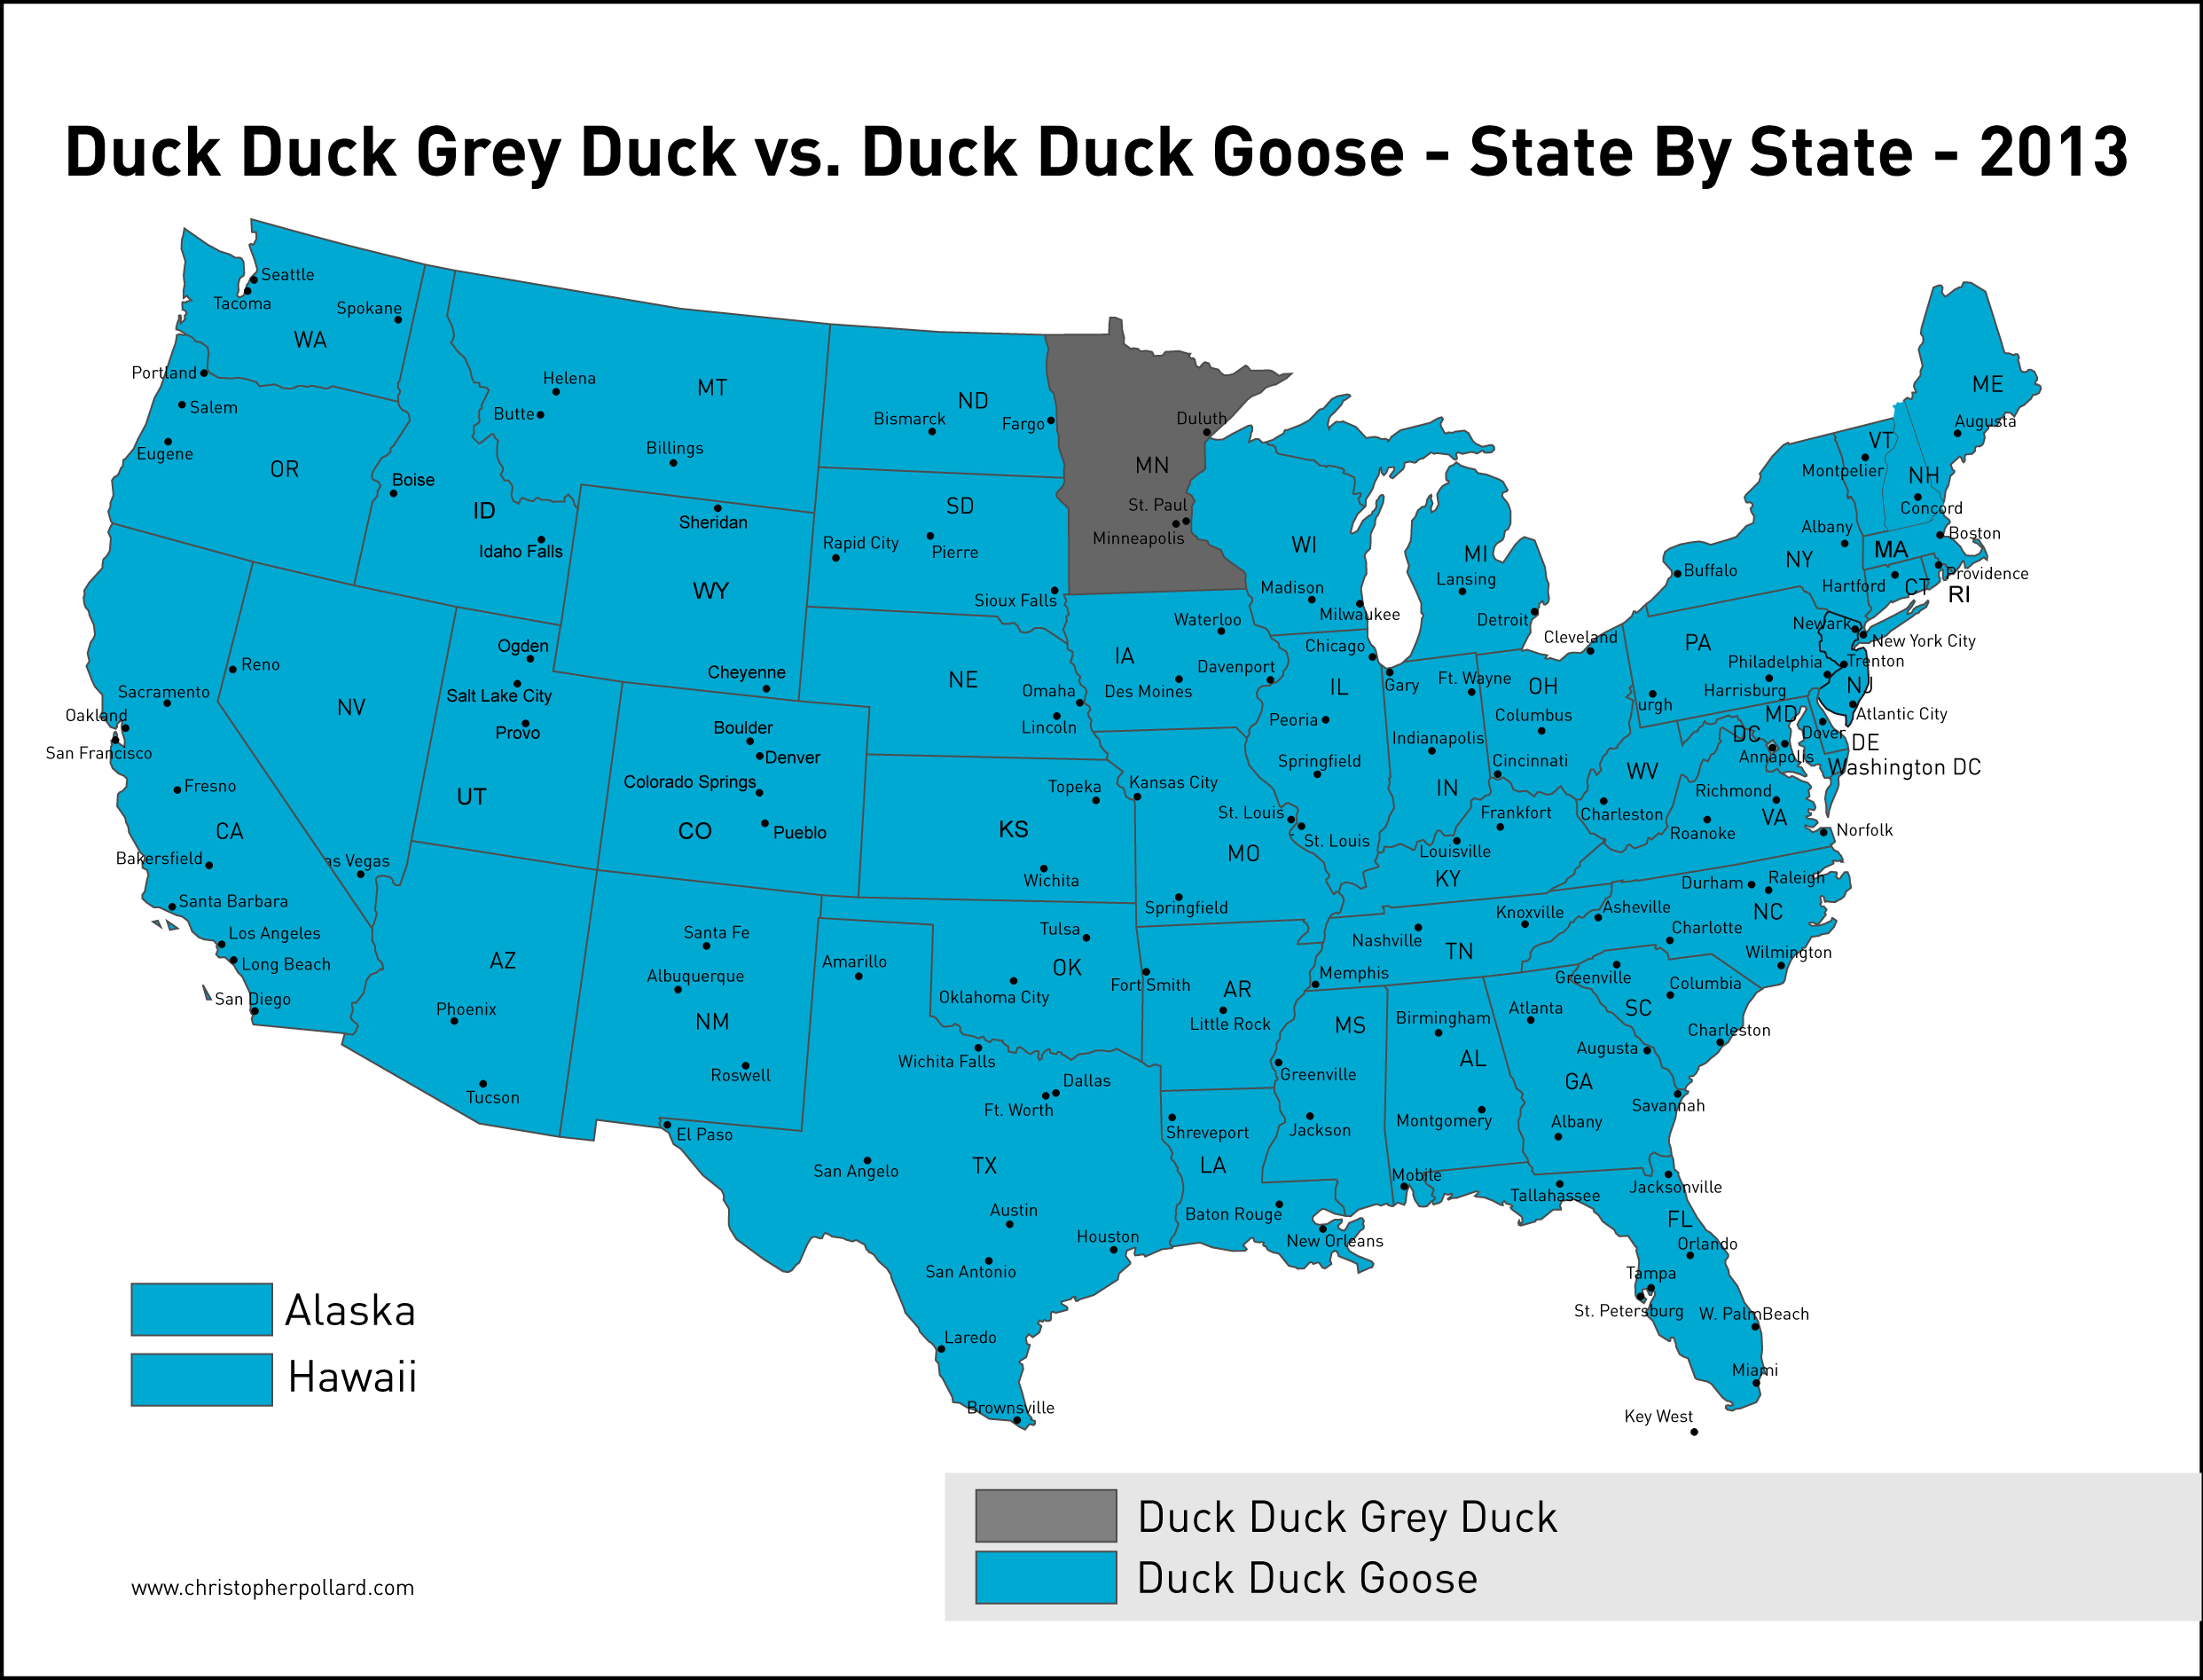 Duck Duck Grey Duck vs. Duck Duck Goose - State By State - 2013
Seattle
Tacoma
Spokane
WA
Portland
Salem
Eugene
OR
Boise
ID
Idaho Falls
Helena
Butte
MT
Billings
Sheridan
WY
Cheyenne
Bismarck
ND
Fargo
SD
Rapid City
Pierre
Sioux Falls
Duluth
MN
St. Paul
Minneapolis
WI
Madison
Milwaukee
MI
Lansing
Detroit
ME
Augusta
VT
Montpelier
NH
Concord
Albany
Boston
MA
NY
Buffalo
Hartford
CT
Providence
RI
Newark
New York City
PA
Philadelphia
Trenton
Harrisburg
NJ
urgh
Atlantic City
MD
DC
Dover
DE
Annapolis
Washington DC
Reno
Sacramento
Oakland
San Francisco
NV
Fresno
CA
Bakersfield
as Vegas
Santa Barbara
Los Angeles
Long Beach
San Diego
Ogden
Salt Lake City
Provo
UT
Boulder
Denver
Colorado Springs
CO
Pueblo
NE
Omaha
Lincoln
Waterloo
IA
Davenport
Des Moines
Chicago
IL
Peoria
Springfield
Gary
Ft. Wayne
Indianapolis
IN
Cleveland
OH
Columbus
Cincinnati
WV
Charleston
Richmond
VA
Roanoke
Norfolk
Topeka
Kansas City
KS
Wichita
St. Louis
St. Louis
MO
Springfield
Frankfort
Louisville
KY
Durham
Raleigh
Asheville
NC
Charlotte
Wilmington
Knoxville
Nashville
TN
Memphis
AZ
Phoenix
Tucson
Santa Fe
Albuquerque
NM
Roswell
Amarillo
Tulsa
OK
Oklahoma City
Fort Smith
AR
Little Rock
Wichita Falls
Dallas
Ft. Worth
El Paso
San Angelo
TX
Austin
Houston
San Antonio
Laredo
Brownsville
Shreveport
LA
Baton Rouge
New Orleans
MS
Greenville
Jackson
Birmingham
AL
Montgomery
Mobile
Atlanta
Augusta
GA
Savannah
Albany
Greenville
Columbia
SC
Charleston
Tallahassee
Jacksonville
FL
Orlando
Tampa
St. Petersburg
W. PalmBeach
Miami
Key West
Alaska
Hawaii
Duck Duck Grey Duck
Duck Duck Goose
www.christopherpollard.com